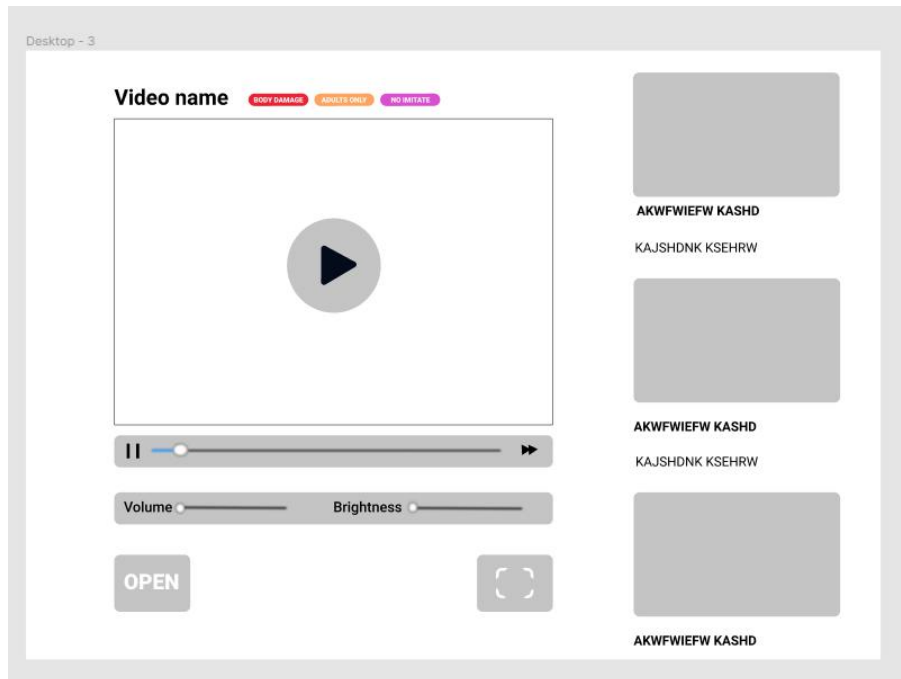 Desktop - 3
Video name
BODY DAMAGE
ADULTS ONLY
NO IMITATE
Volume
Brightness
OPEN
AKWFWIEFW KASHD
KAJSHDNK KSEHRW
AKWFWIEFW KASHD
KAJSHDNK KSEHRW
AKWFWIEFW KASHD